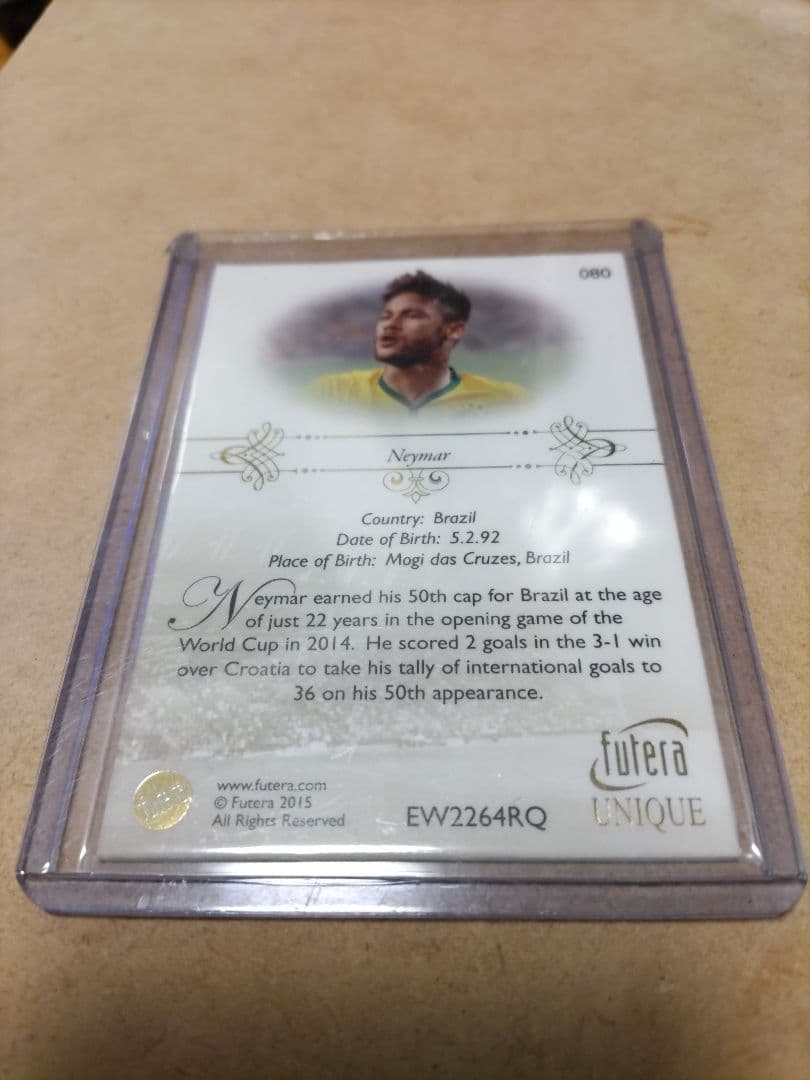 080
Neymar
Country: Brazil
Date of Birth: 5.2.92
Place of Birth: Mogi das Cruzes, Brazil
Neymar earned his 50th cap for Brazil at the age
of just 22 years in the opening game of the
World Cup in 2014. He scored 2 goals in the 3-1 win
over Croatia to take his tally of international goals to
36 on his 50th appearance.
futera
UNIQUE
www.futera.com
© Futera 2015
All Rights Reserved
EW2264RQ